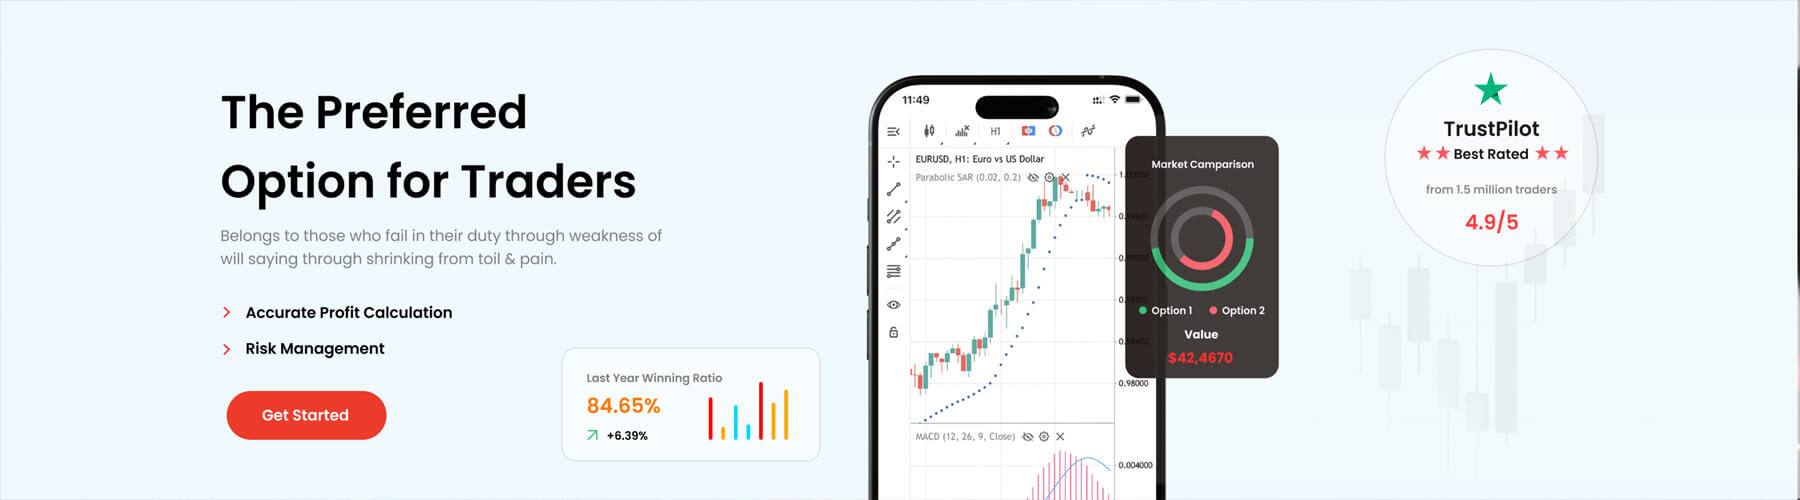 The Preferred
Option for Traders
Belongs to those who fail in their duty through weakness of
will saying through shrinking from toil & pain.
Accurate Profit Calculation
Risk Management
Get Started
Last Year Winning Ratio
84.65%
+6.39%
11:49
H1
EURUSD, H1: Euro vs US Dollar
Parabolic SAR (0.02, 0.2)
1.00000
0.98000
MACD (12, 26, 9, Close)
0.004000
Market Camparison
Option 1 Option 2
Value
$42,4670
TrustPilot
Best Rated
from 1.5 million traders
4.9/5